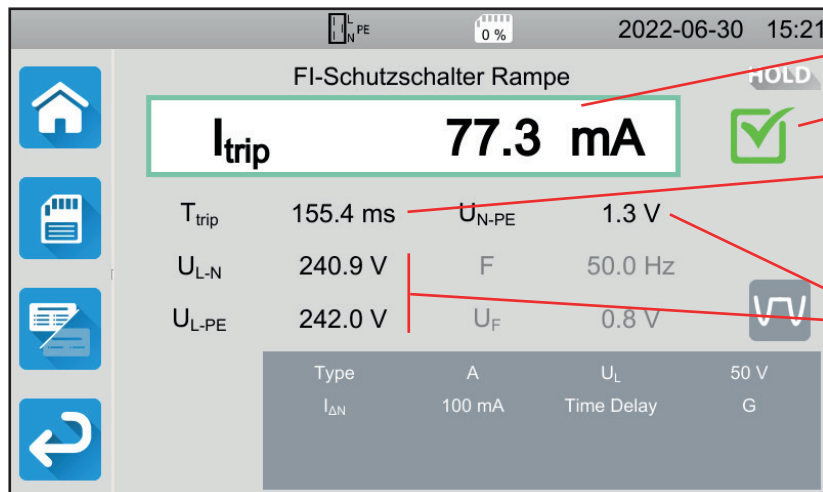 L
N PE 0 % 2022-06-30 15:21
FI-Schutzschalter Rampe HOLD
Itrip 77.3 mA
Ttrip 155.4 ms UN-PE 1.3 V
UL-N 240.9 V F 50.0 Hz
UL-PE 242.0 V UF 0.8 V
Type A UL 50 V
IΔN 100 mA Time Delay G